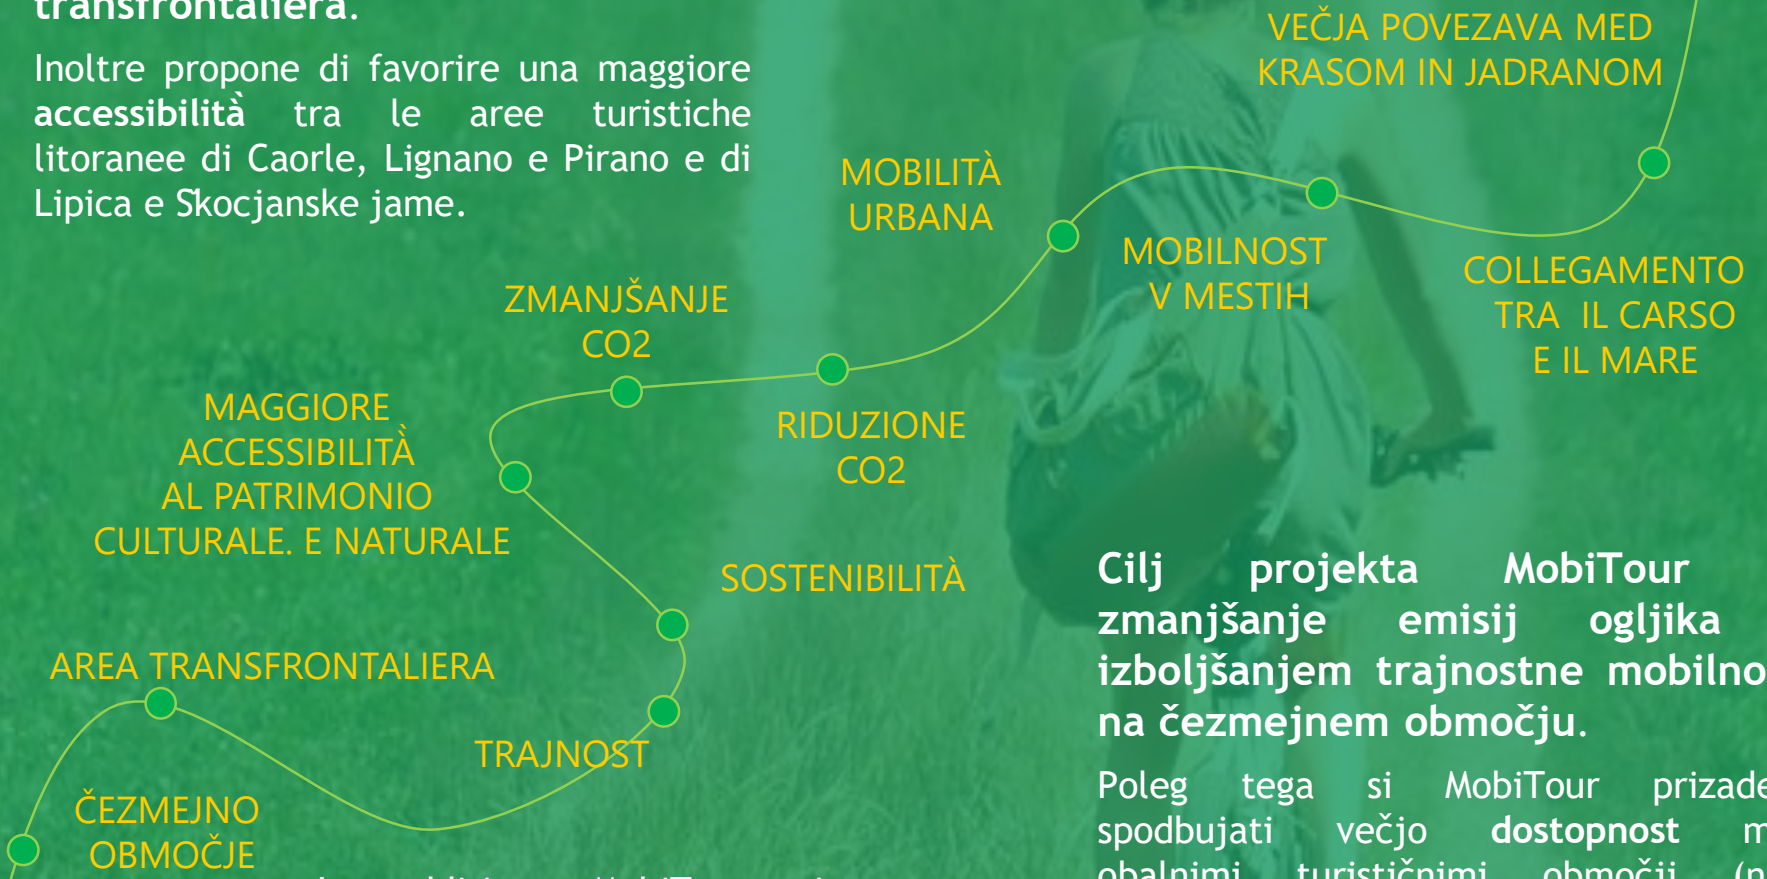 transfrontaliera.
Inoltre propone di favorire una maggiore
accessibilità tra le aree turistiche
litoranee di Caorle, Lignano e Pirano e di
Lipica e Skocjanske jame.
VEČJA POVEZAVA MED
KRASOM IN JADRANOM
MOBILITÀ
URBANA
MOBILNOST
V MESTIH
COLLEGAMENTO
TRA IL CARSO
E IL MARE
ZMANJŠANJE
CO2
RIDUZIONE
CO2
MAGGIORE
ACCESSIBILITÀ
AL PATRIMONIO
CULTURALE. E NATURALE
SOSTENIBILITÀ
AREA TRANSFRONTALIERA
TRAJNOST
ČEZMEJNO
OBMOČJE
Cilj projekta MobiTour
zmanjšanje emisij ogljika
izboljšanjem trajnostne mobilno
na čezmejnem območju.
Poleg tega si MobiTour prizade
spodbujati večjo dostopnost m
obalnimi turističnimi območji (n